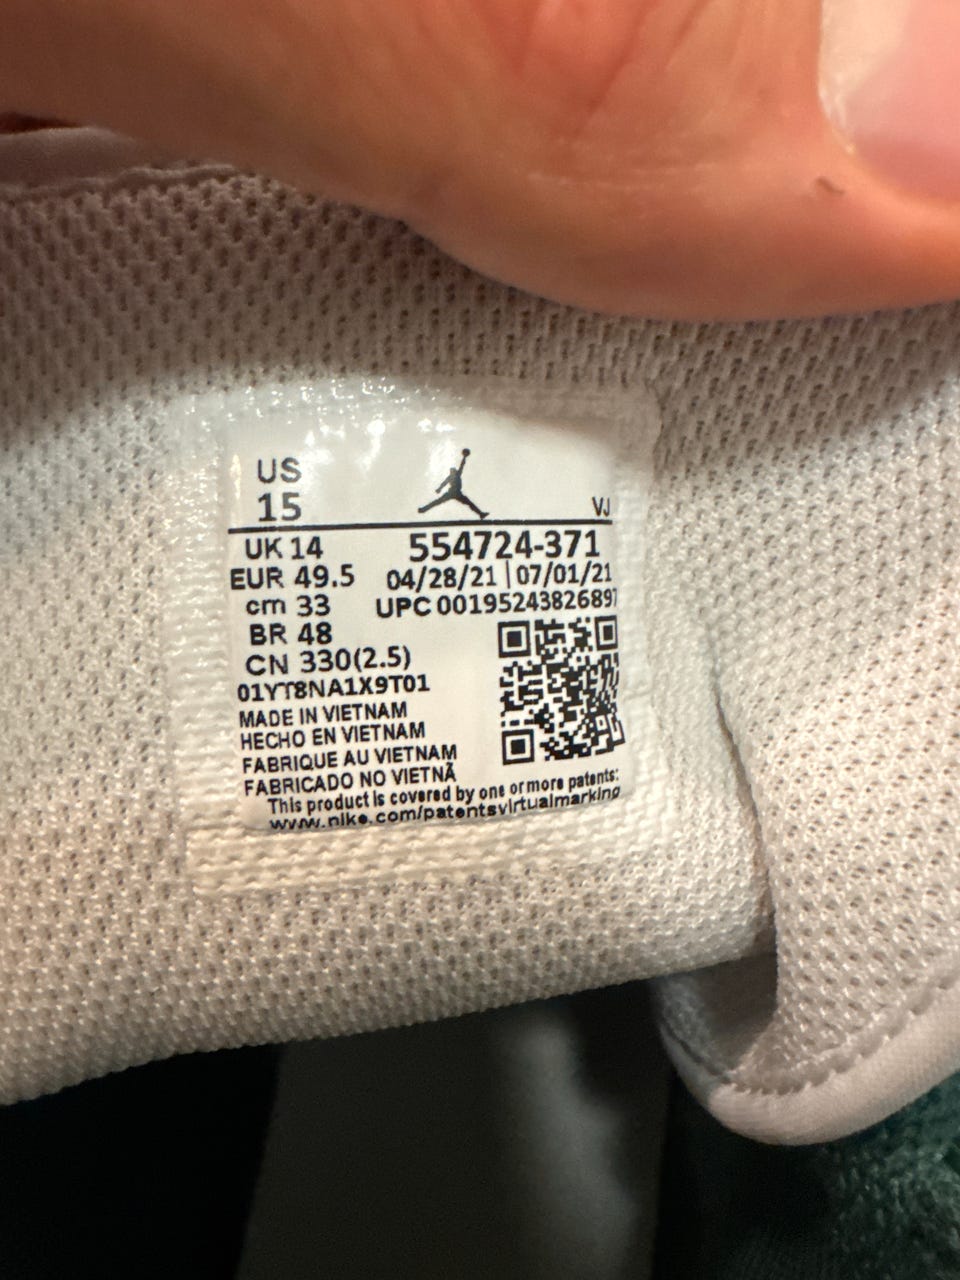 US
15
VJ
UK 14
554724-371
EUR 49.5
04/28/21 | 07/01/21
cm 33
UPC 00195243826897
BR 48
CN 330(2.5)
01YT8NA1X9T01
MADE IN VIETNAM
HECHO EN VIETNAM
FABRIQUE AU VIETNAM
FABRICADO NO VIETNÃ
This product is covered by one or more patents:
www.nike.com/patentsvirtualmarking